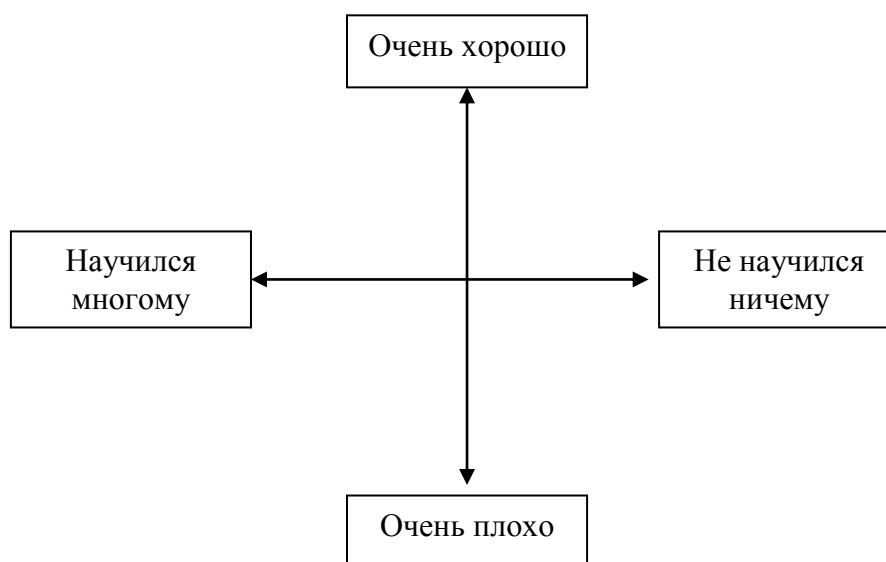 Очень хорошо
Научился
многому
Не научился
ничему
Очень плохо